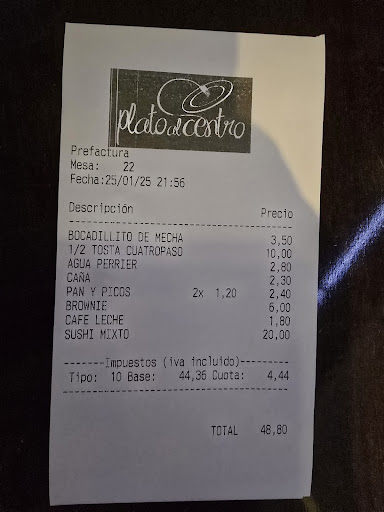 plato al centro
Prefactura
Mesa: 22
Fecha:25/01/25 21:56
Descripción Precio
BOCADILLITO DE MECHA 3,50
1/2 TOSTA CUATROPASO 10,00
AGUA PERRIER 2,80
CAÑA 2,30
PAN Y PICOS 2x 1,20 2,40
BROWNIE 6,00
CAFE LECHE 1,80
SUSHI MIXTO 20,00
Impuestos (iva incluido)
Tipo: 10 Base: 44,36 Cuota: 4,44
TOTAL 48,80